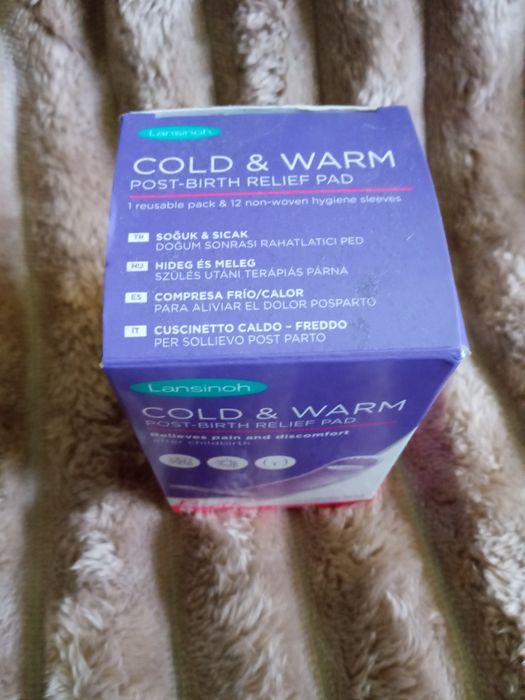 Lansinoh
COLD & WARM
POST-BIRTH RELIEF PAD
1 reusable pack & 12 non-woven hygiene sleeves
TR SOĞUK & SICAK
DOĞUM SONRASI RAHATLATICI PED
HU HIDEG ÉS MELEG
SZÜLÉS UTÁNI TERÁPIÁS PÁRNA
ES COMPRESA FRÍO/CALOR
PARA ALIVIAR EL DOLOR POSPARTO
IT CUSCINETTO CALDO – FREDDO
PER SOLLIEVO POST PARTO
Lansinoh
COLD & WARM
POST-BIRTH RELIEF PAD
Relieves pain and discomfort
after childbirth